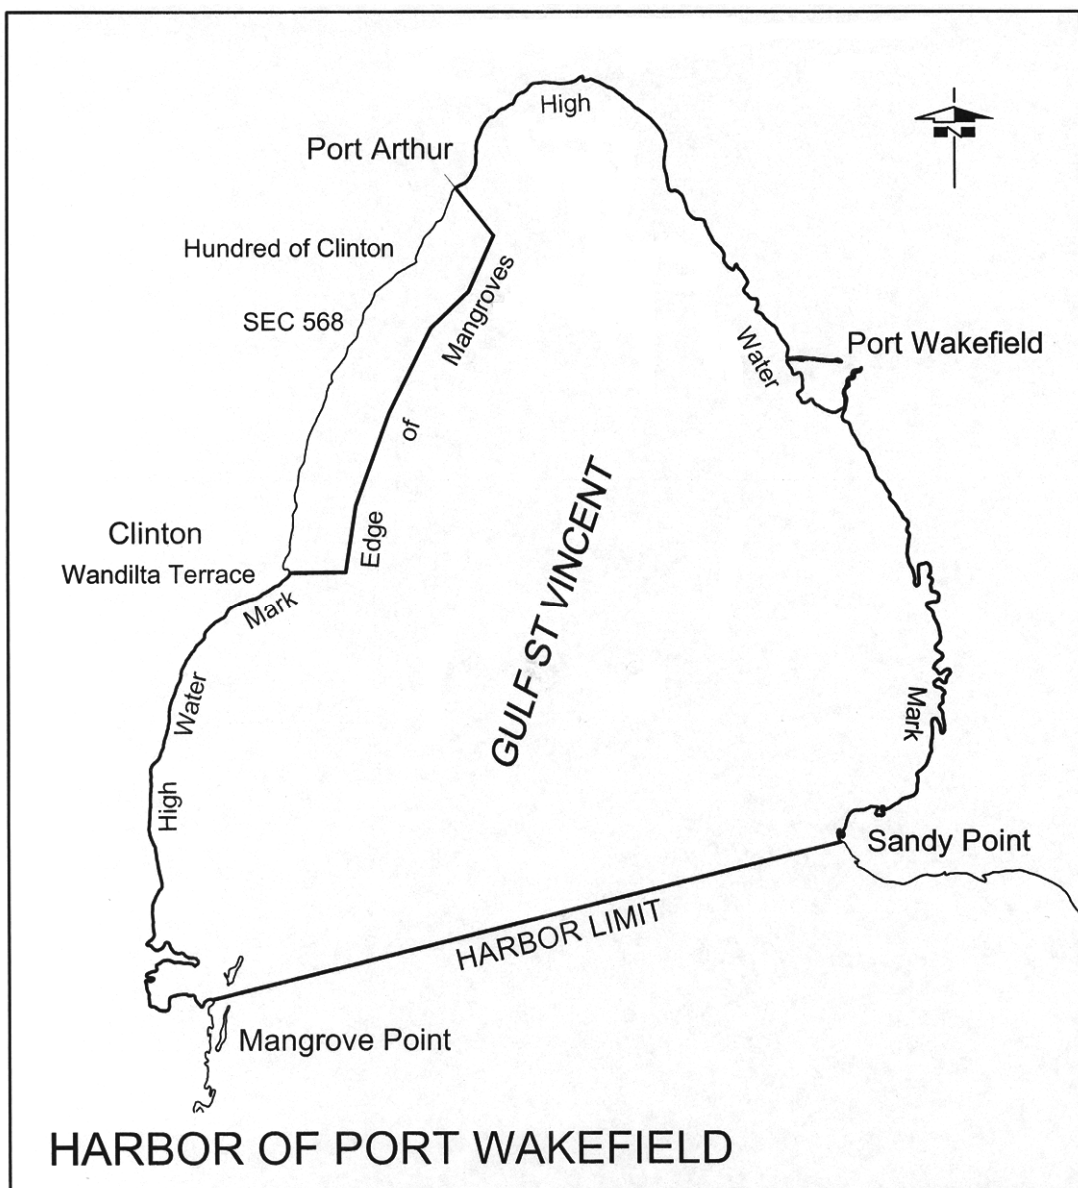 High
Port Arthur
N
Hundred of Clinton
Mangroves
SEC 568
Water
Port Wakefield
of
Edge
Clinton
Wandilta Terrace
Mark
GULF ST VINCENT
Water
Mark
High
Sandy Point
HARBOR LIMIT
Mangrove Point
HARBOR OF PORT WAKEFIELD